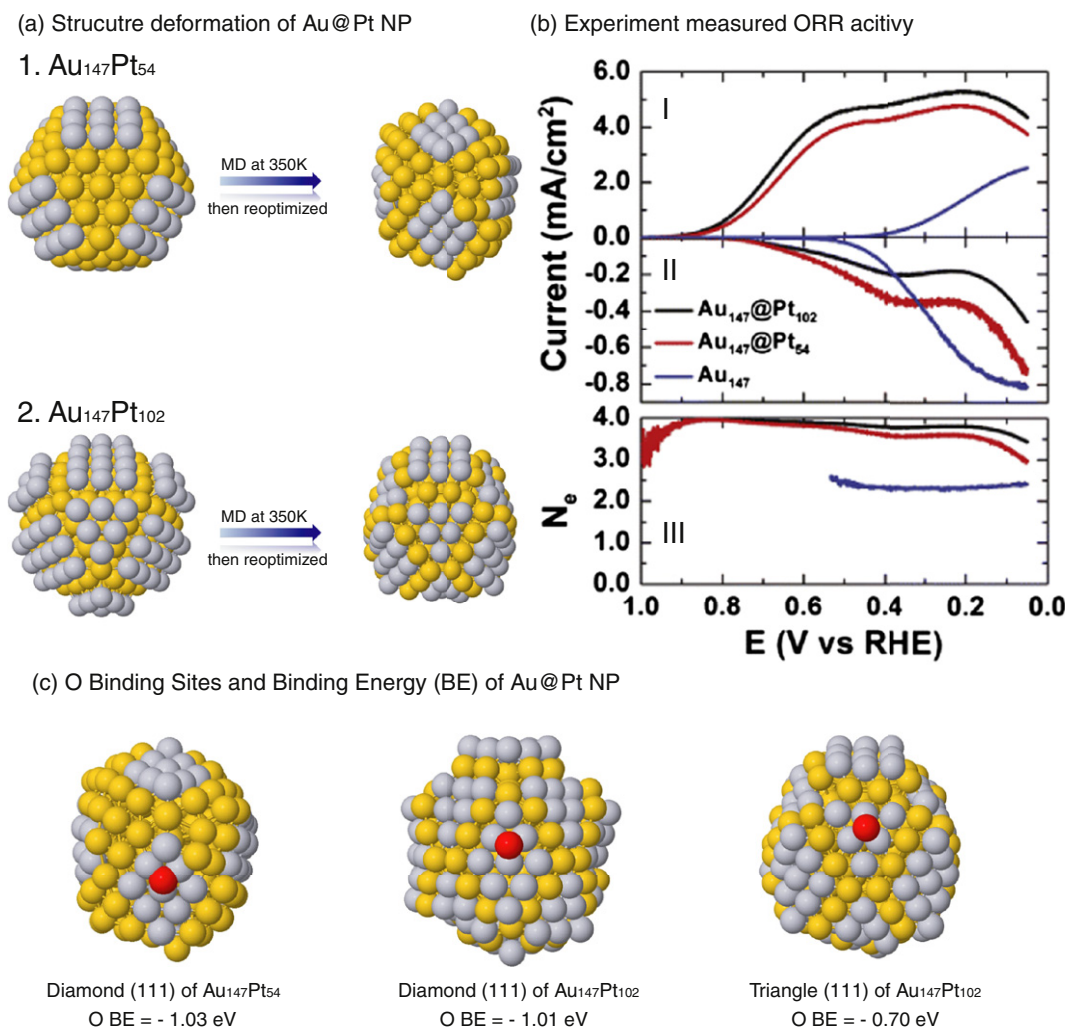 (a) Strucutre deformation of Au@Pt NP
1. Au147Pt54
MD at 350K
then reoptimized
2. Au147Pt102
MD at 350K
then reoptimized
(b) Experiment measured ORR acitivy
6.0
4.0
2.0
0.0
-0.2
-0.4
-0.6
-0.8
4.0
3.0
2.0
1.0
0.0
Current (mA/cm2)
Ne
I
II
Au147@Pt102
Au147@Pt54
Au147
III
1.0 0.8 0.6 0.4 0.2 0.0
E (V vs RHE)
(c) O Binding Sites and Binding Energy (BE) of Au@Pt NP
Diamond (111) of Au147Pt54
O BE = - 1.03 eV
Diamond (111) of Au147Pt102
O BE = - 1.01 eV
Triangle (111) of Au147Pt102
O BE = - 0.70 eV